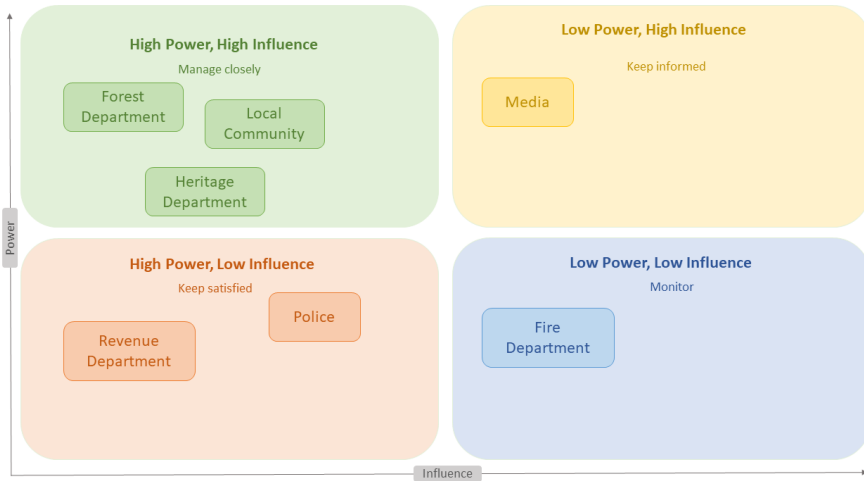 High Power, High Influence
Manage closely
Forest
Department
Local
Community
Heritage
Department
Low Power, High Influence
Keep informed
Media
Power
High Power, Low Influence
Keep satisfied
Police
Revenue
Department
Low Power, Low Influence
Monitor
Fire
Department
Influence